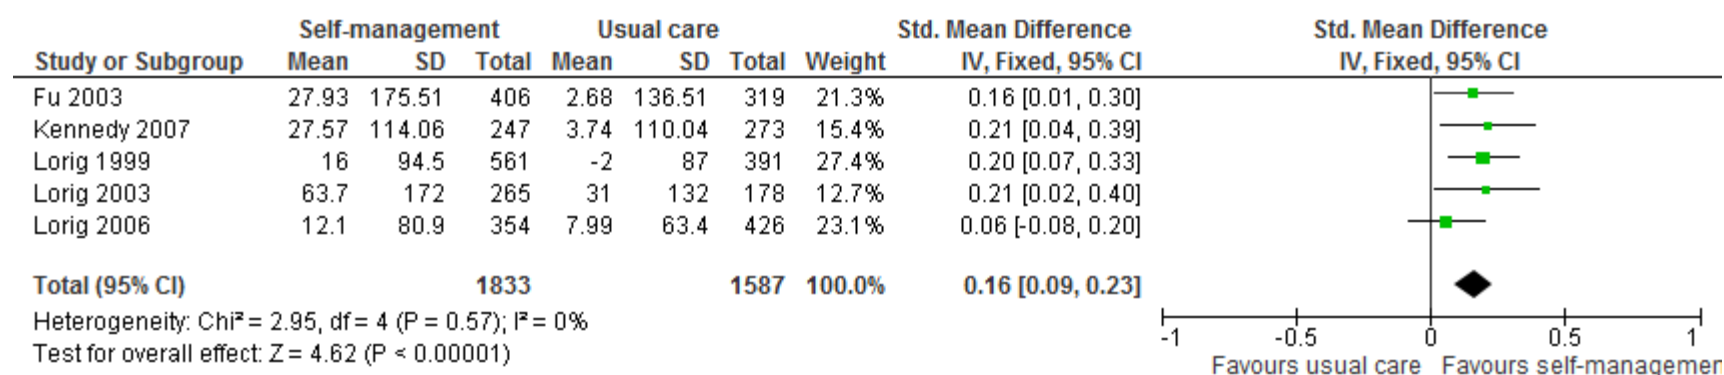 Self-management Usual care Std. Mean Difference Std. Mean Difference
Study or Subgroup Mean SD Total Mean SD Total Weight IV, Fixed, 95% CI IV, Fixed, 95% CI
Fu 2003 27.93 175.51 406 2.68 136.51 319 21.3% 0.16 [0.01, 0.30]
Kennedy 2007 27.57 114.06 247 3.74 110.04 273 15.4% 0.21 [0.04, 0.39]
Lorig 1999 16 94.5 561 -2 87 391 27.4% 0.20 [0.07, 0.33]
Lorig 2003 63.7 172 265 31 132 178 12.7% 0.21 [0.02, 0.40]
Lorig 2006 12.1 80.9 354 7.99 63.4 426 23.1% 0.06 [-0.08, 0.20]
Total (95% CI) 1833 1587 100.0% 0.16 [0.09, 0.23]
Heterogeneity: Chi² = 2.95, df = 4 (P = 0.57); I² = 0%
Test for overall effect: Z = 4.62 (P < 0.00001)
-1 -0.5 0 0.5 1
Favours usual care Favours self-managemen